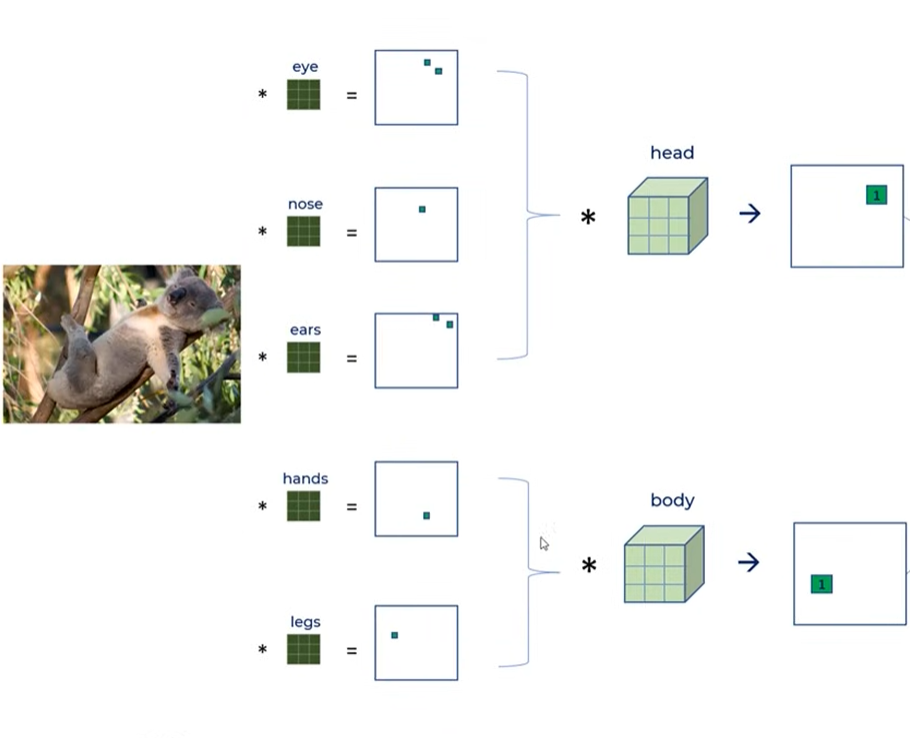 eye
* =
nose
* =
ears
* =
head
* →
1
hands
* =
legs
* =
body
* →
1